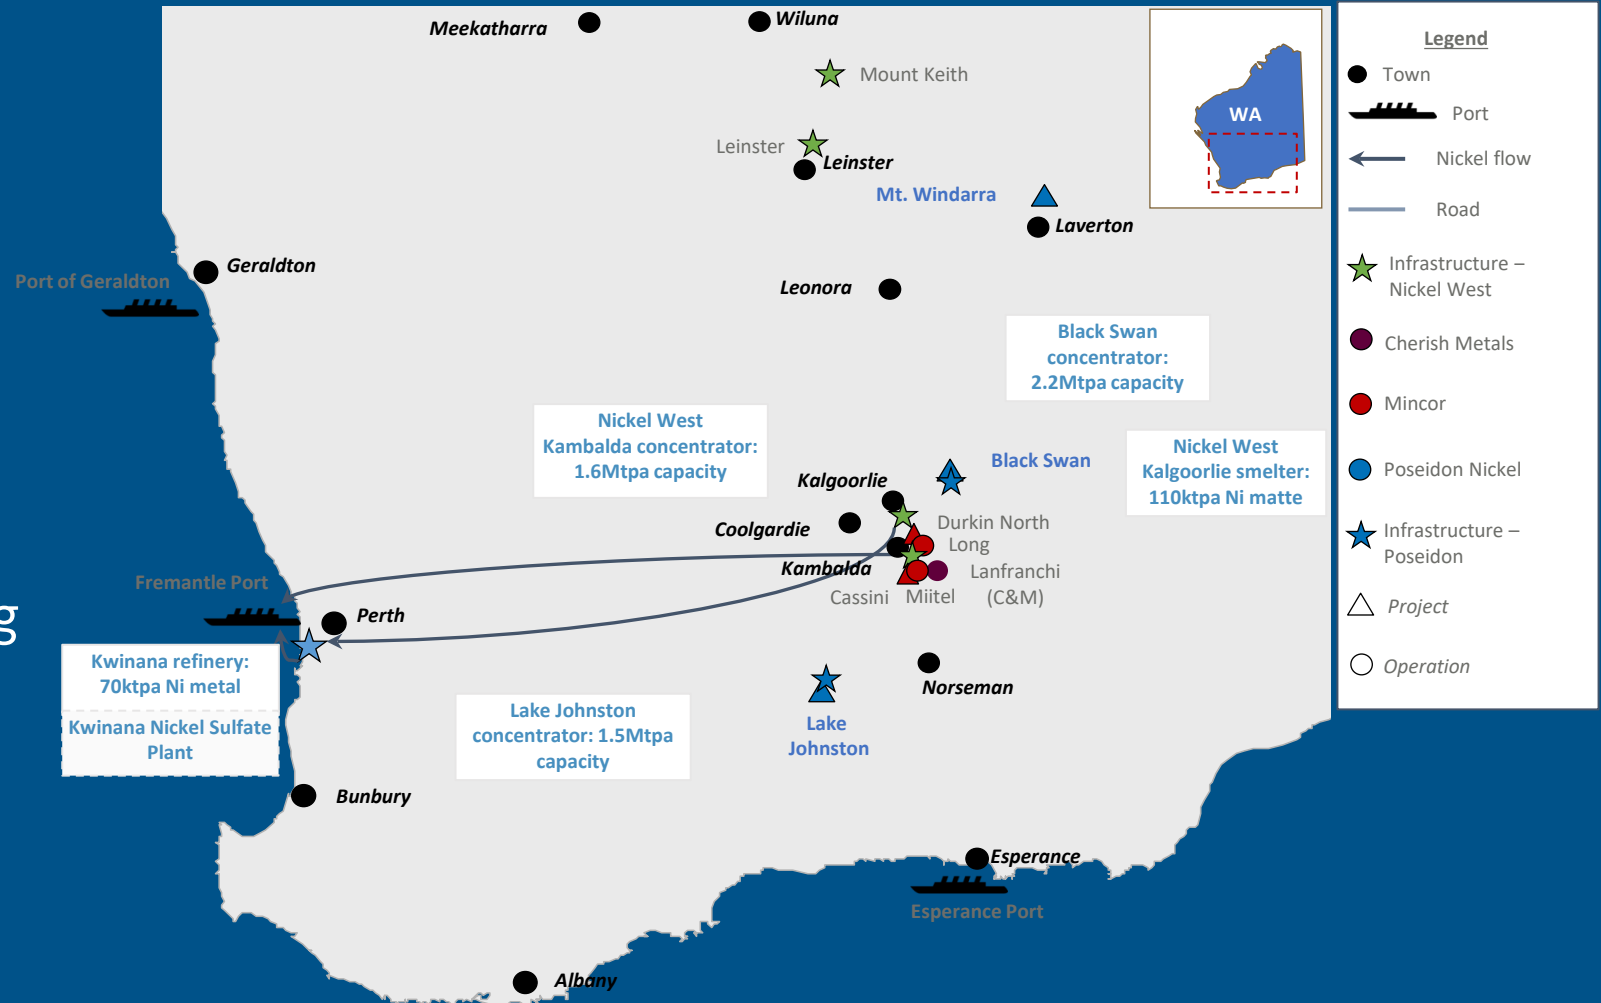 Meekatharra
Wiluna
Mount Keith
Leinster
Leinster
Mt. Windarra
Laverton
Geraldton
Port of Geraldton
Leonora
Black Swan
concentrator:
2.2Mtpa capacity
Nickel West
Kambalda concentrator:
1.6Mtpa capacity
Nickel West
Kalgoorlie smelter:
110ktpa Ni matte
Black Swan
Kalgoorlie
Coolgardie
Durkin North
Long
Kambalda
Lanfranchi
(C&M)
Cassini
Miitel
Fremantle Port
Perth
g
Kwinana refinery:
70ktpa Ni metal
Kwinana Nickel Sulfate
Plant
Norseman
Lake Johnston
concentrator: 1.5Mtpa
capacity
Lake
Johnston
Bunbury
Esperance
Esperance Port
Albany
WA
Legend
Town
Port
Nickel flow
Road
Infrastructure –
Nickel West
Cherish Metals
Mincor
Poseidon Nickel
Infrastructure –
Poseidon
Project
Operation